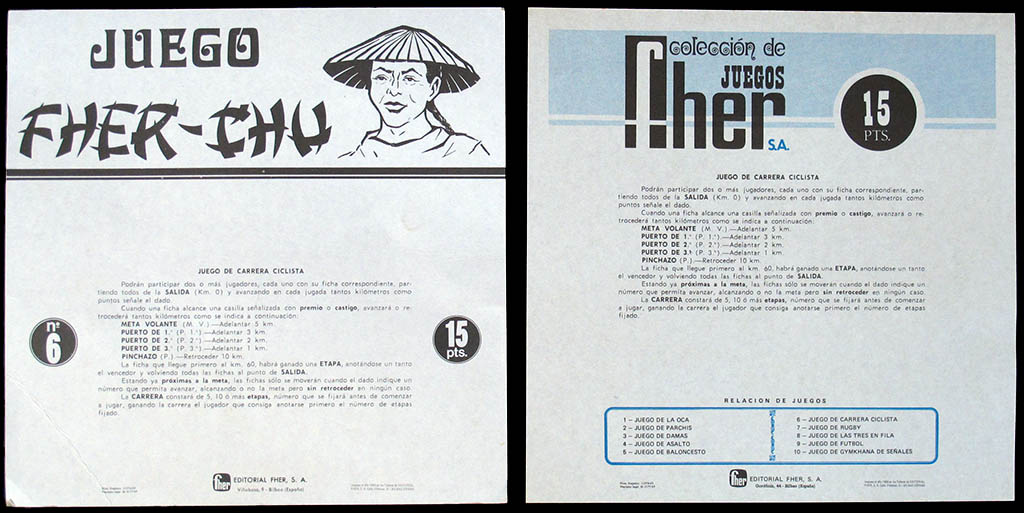 JUEGO
FHER-CHU
JUEGO DE CARRERA CICLISTA
Podrán participar dos o más jugadores, cada uno con su ficha correspondiente, par-
tiendo todos de la SALIDA (Km. 0) y avanzando en cada jugada tantos kilómetros como
puntos señale el dado.
Cuando una ficha alcance una casilla señalizada con premio o castigo, avanzará o re-
trocederá tantos kilómetros como se indica a continuación:
META VOLANTE (M. V.)—Adelantar 5 km.
PUERTO DE 1.ª (P. 1.ª)—Adelantar 3 km.
PUERTO DE 2.ª (P. 2.ª)—Adelantar 2 km.
PUERTO DE 3.ª (P. 3.ª)—Adelantar 1 km.
PINCHAZO (P.)—Retroceder 10 km.
La ficha que llegue primero al km. 60, habrá ganado una ETAPA, anotándose un tanto
el vencedor y volviendo todas las fichas al punto de SALIDA.
Estando ya próximas a la meta, las fichas sólo se moverán cuando el dado indique un
número que permita avanzar, alcanzando o no la meta pero sin retroceder en ningún caso.
La CARRERA constará de 5, 10 ó más etapas, número que se fijará antes de comenzar
a jugar, ganando la carrera el jugador que consiga anotarse primero el número de etapas
fijado.
nº
6
15
pts.
fher EDITORIAL FHER, S. A.
Villabaso, 9 - Bilbao (España)
colección de
JUEGOS
fher
S.A.
15
PTS.
JUEGO DE CARRERA CICLISTA
Podrán participar dos o más jugadores, cada uno con su ficha correspondiente, par-
tiendo todos de la SALIDA (Km. 0) y avanzando en cada jugada tantos kilómetros como
puntos señale el dado.
Cuando una ficha alcance una casilla señalizada con premio o castigo, avanzará o re-
trocederá tantos kilómetros como se indica a continuación:
META VOLANTE (M. V.).—Adelantar 5 km.
PUERTO DE 1.ª (P. 1.ª).—Adelantar 3 km.
PUERTO DE 2.ª (P. 2.ª).—Adelantar 2 km.
PUERTO DE 3.ª (P. 3.ª).—Adelantar 1 km.
PINCHAZO (P.).—Retroceder 10 km.
La ficha que llegue primero al km. 60, habrá ganado una ETAPA, anotándose un tanto
el vencedor y volviendo todas las fichas al punto de SALIDA.
Estando ya próximas a la meta, las fichas sólo se moverán cuando el dado indique un
número que permita avanzar, alcanzando o no la meta pero sin retroceder en ningún caso.
La CARRERA constará de 5, 10 ó más etapas, número que se fijará antes de comenzar
a jugar, ganando la carrera el jugador que consiga anotarse primero el número de etapas
fijado.
RELACION DE JUEGOS
1 – JUEGO DE LA OCA
2 – JUEGO DE PARCHIS
3 – JUEGO DE DAMAS
4 – JUEGO DE ASALTO
5 – JUEGO DE BALONCESTO
6 – JUEGO DE CARRERA CICLISTA
7 – JUEGO DE RUGBY
8 – JUEGO DE LAS TRES EN FILA
9 – JUEGO DE FUTBOL
10 – JUEGO DE GYMKHANA DE SEÑALES
fher EDITORIAL FHER, S. A.
Gordóniz, 44 - Bilbao (España)